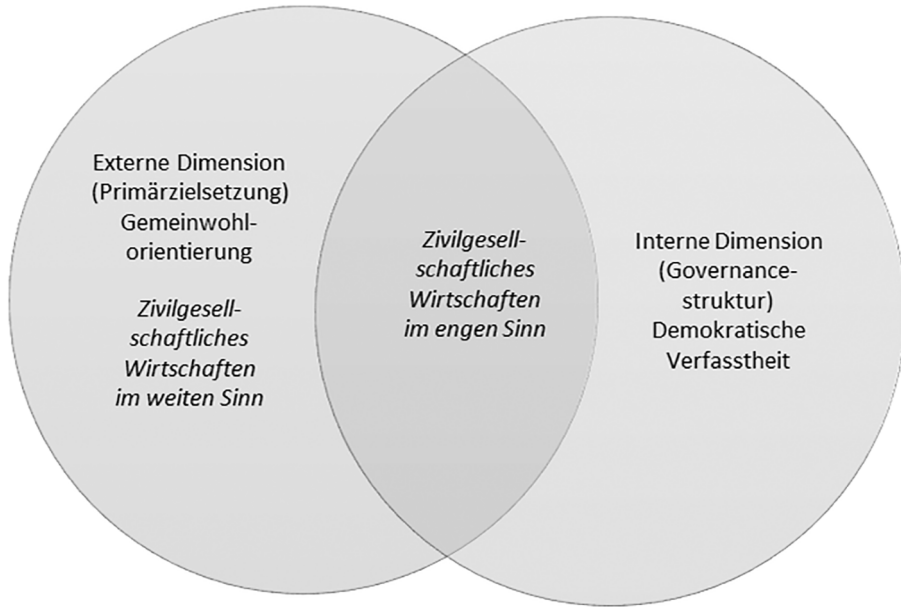 Externe Dimension
(Primärzielsetzung)
Gemeinwohl-
orientierung
Zivilgesell-
schaftliches
Wirtschaften
im weiten Sinn
Zivilgesell-
schaftliches
Wirtschaften
im engen Sinn
Interne Dimension
(Governance-
struktur)
Demokratische
Verfasstheit